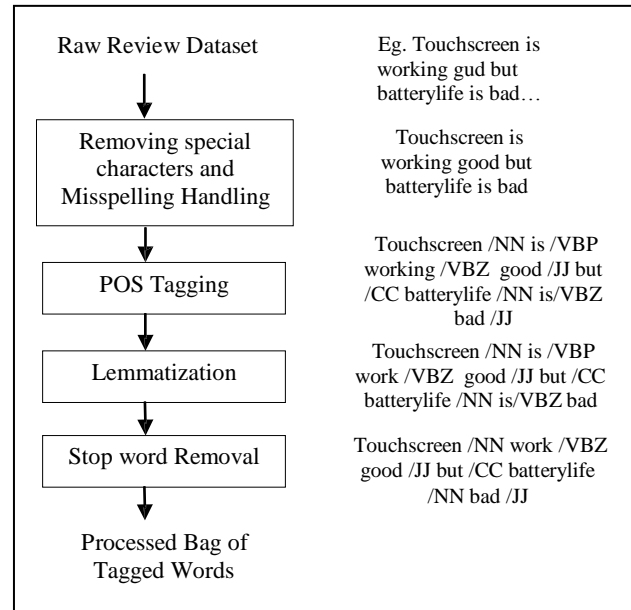 Raw Review Dataset
Eg. Touchscreen is
working gud but
batterylife is bad…
Removing special
characters and
Misspelling Handling
Touchscreen is
working good but
batterylife is bad
POS Tagging
Touchscreen /NN is /VBP
working /VBZ good /JJ but
/CC batterylife /NN is/VBZ
bad /JJ
Lemmatization
Touchscreen /NN is /VBP
work /VBZ good /JJ but /CC
batterylife /NN is/VBZ bad
Stop word Removal
Touchscreen /NN work /VBZ
good /JJ but /CC batterylife
/NN bad /JJ
Processed Bag of
Tagged Words